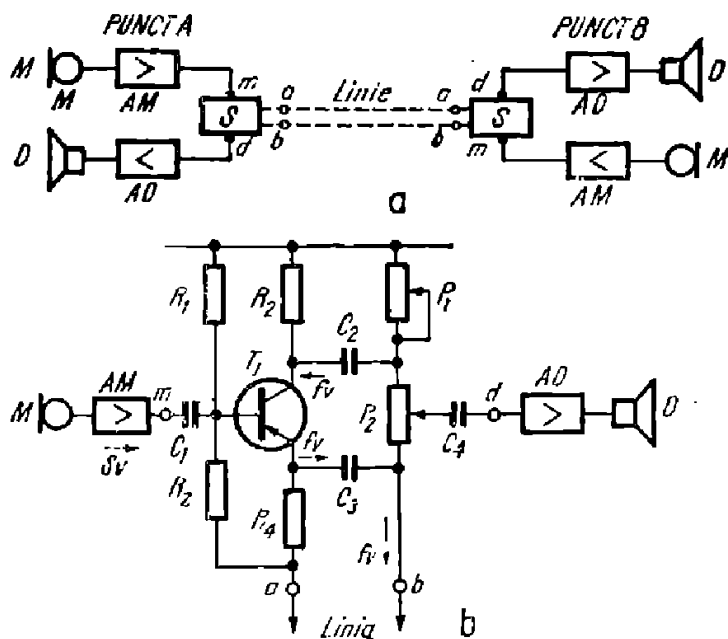 PUNCT A
PUNCT B
M
M
AM
m
S
a
Linie
a
d
S
AD
D
D
AD
d
b
b
m
AM
M
a
R1
R2
P1
C2
T1
fv
AM
m
M
Sv
C1
fv
P2
d
AD
D
C4
R2
C3
R4
fv
a
b
Linia
b